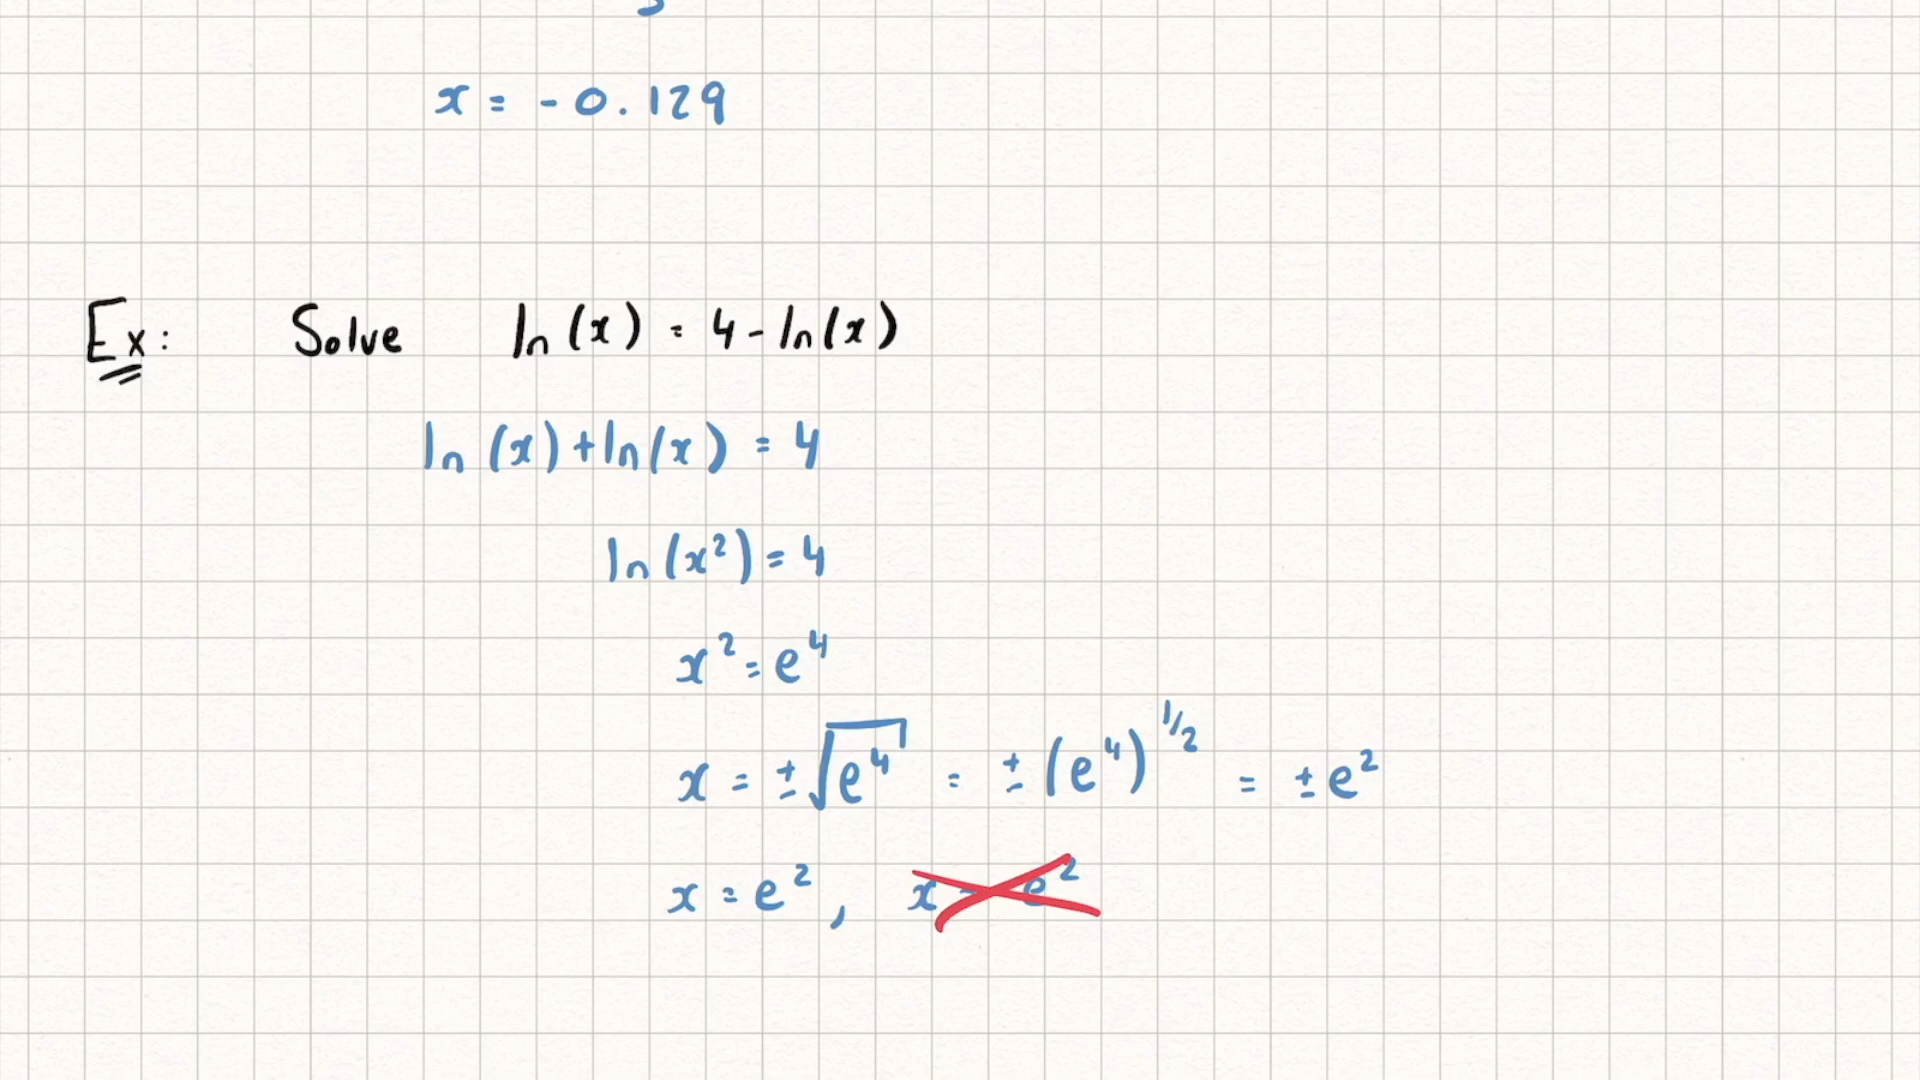 x = -0.129
Ex: Solve ln(x) = 4 - ln(x)
ln(x)+ln(x) = 4
ln(x²) = 4
x² = e⁴
x = ±√e⁴ = ±(e⁴)^1/2 = ±e²
x = e², x = -e²